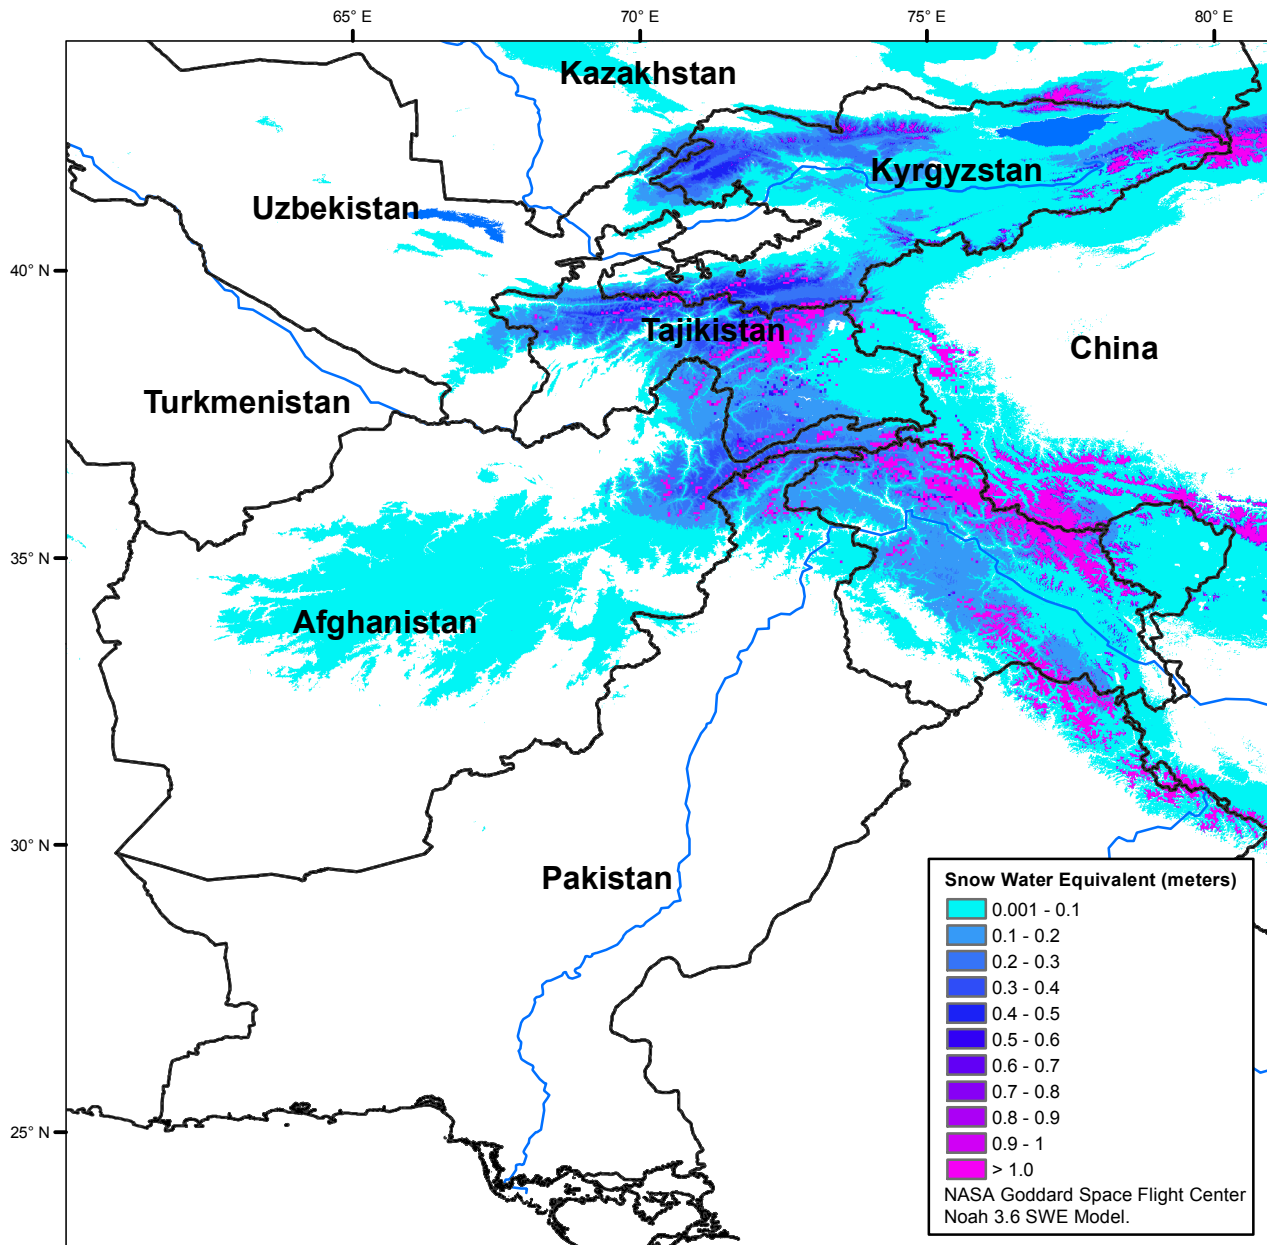 65° E
70° E
75° E
80° E
Kazakhstan
Kyrgyzstan
Uzbekistan
40° N
Tajikistan
China
Turkmenistan
35° N
Afghanistan
30° N
Pakistan
25° N
Snow Water Equivalent (meters)
0.001 - 0.1
0.1 - 0.2
0.2 - 0.3
0.3 - 0.4
0.4 - 0.5
0.5 - 0.6
0.6 - 0.7
0.7 - 0.8
0.8 - 0.9
0.9 - 1
> 1.0
NASA Goddard Space Flight Center
Noah 3.6 SWE Model.